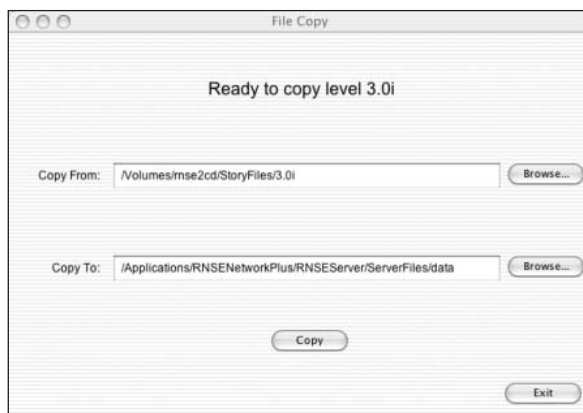 File Copy
Ready to copy level 3.0i
Copy From: /Volumes/rnse2cd/StoryFiles/3.0i Browse...
Copy To: /Applications/RNSENetworkPlus/RNSEServer/ServerFiles/data Browse...
Copy
Exit